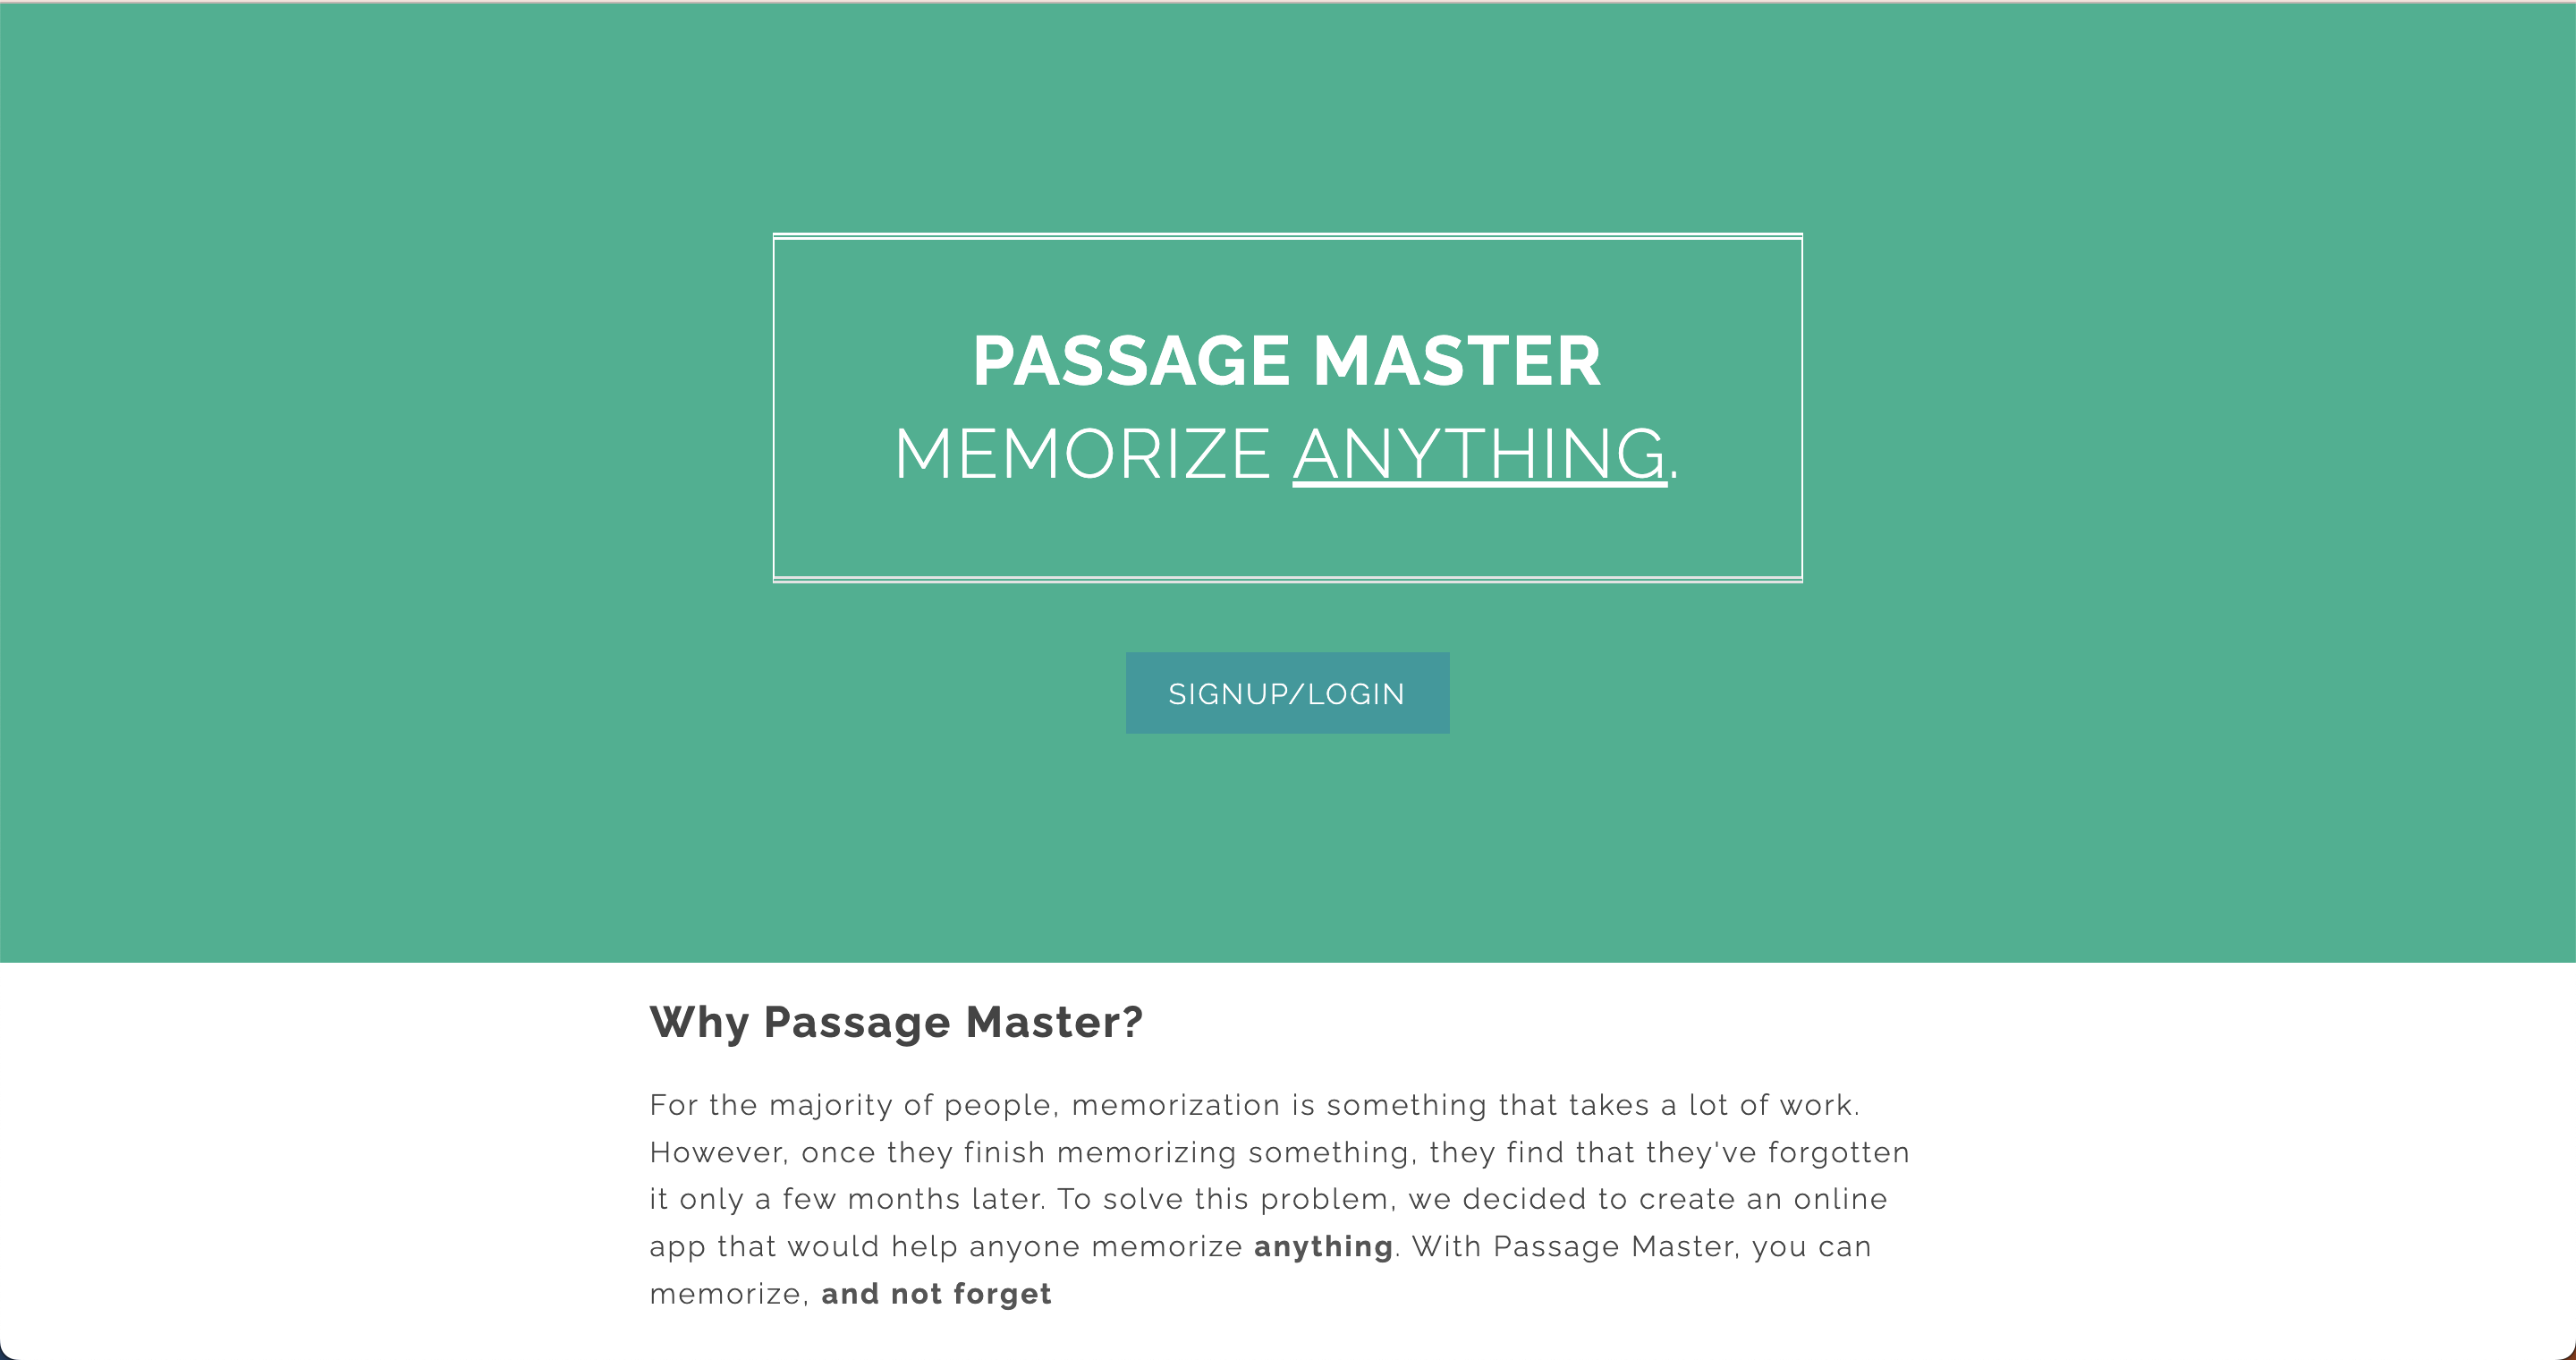 PASSAGE MASTER
MEMORIZE ANYTHING.
SIGNUP/LOGIN
Why Passage Master?
For the majority of people, memorization is something that takes a lot of work.
However, once they finish memorizing something, they find that they've forgotten
it only a few months later. To solve this problem, we decided to create an online
app that would help anyone memorize anything. With Passage Master, you can
memorize, and not forget